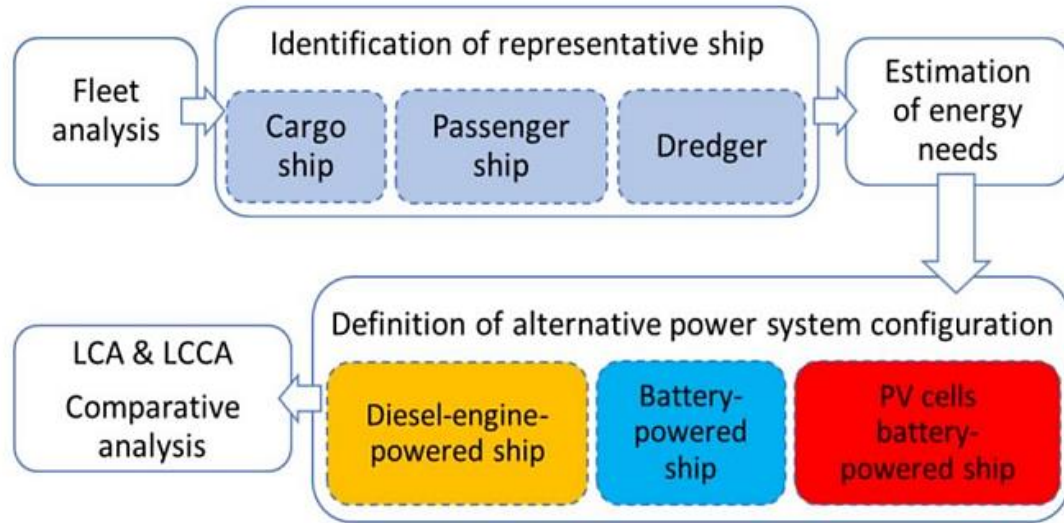 Fleet
analysis
Identification of representative ship
Cargo
ship
Passenger
ship
Dredger
Estimation
of energy
needs
Definition of alternative power system configuration
Diesel-engine-
powered ship
Battery-
powered
ship
PV cells
battery-
powered ship
LCA & LCCA
Comparative
analysis